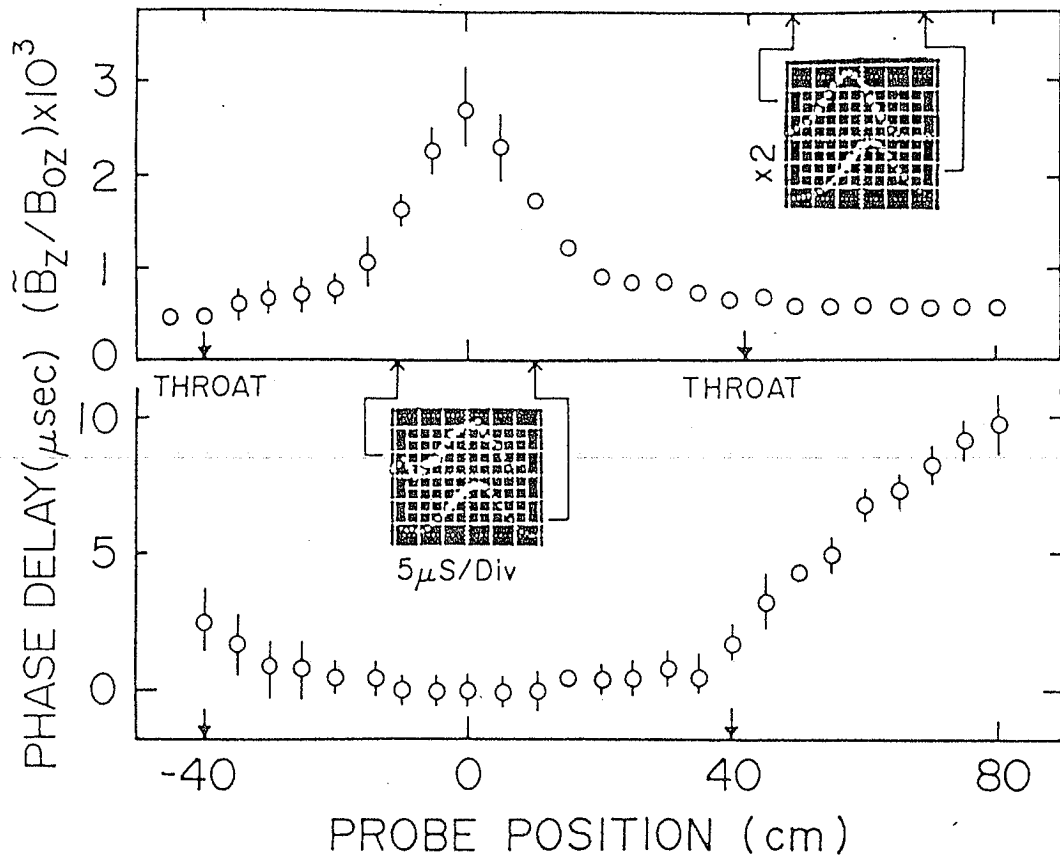 (B̃z/B₀z)x10³
3
2
1
0
x2
THROAT
THROAT
PHASE DELAY(μsec)
10
5
0
5μS/Div
-40
0
40
80
PROBE POSITION (cm)